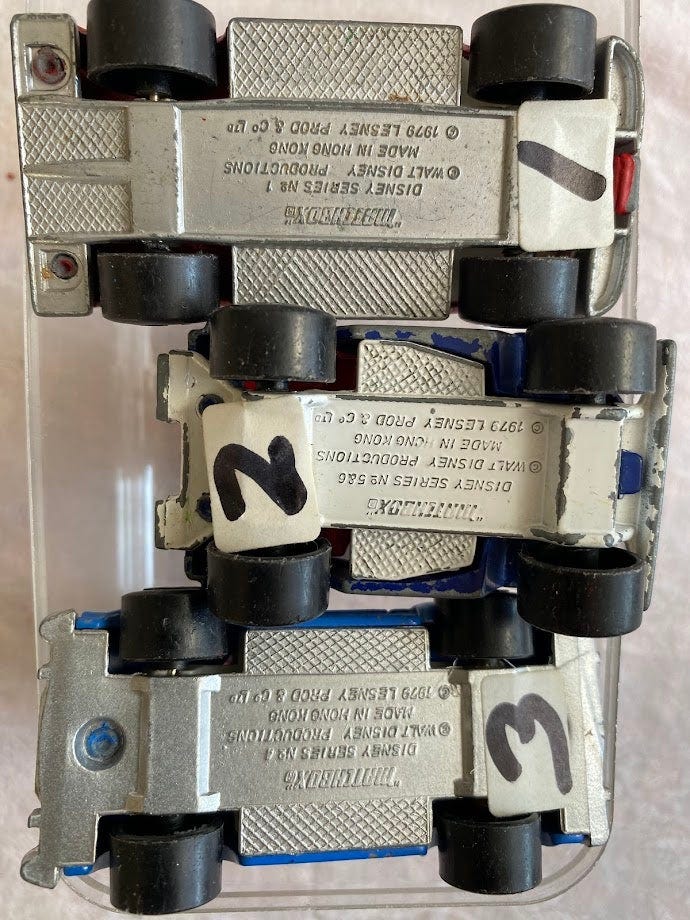 "MATCHBOX"®
DISNEY SERIES Nº 1
© WALT DISNEY PRODUCTIONS
MADE IN HONG KONG
© 1979 LESNEY PROD & Cº LTD
1
"MATCHBOX"®
DISNEY SERIES Nº 5&6
© WALT DISNEY PRODUCTIONS
MADE IN HONG KONG
© 1979 LESNEY PROD & Cº LTD
2
"MATCHBOX"®
DISNEY SERIES Nº 4
© WALT DISNEY PRODUCTIONS
MADE IN HONG KONG
© 1979 LESNEY PROD & Cº LTD
3